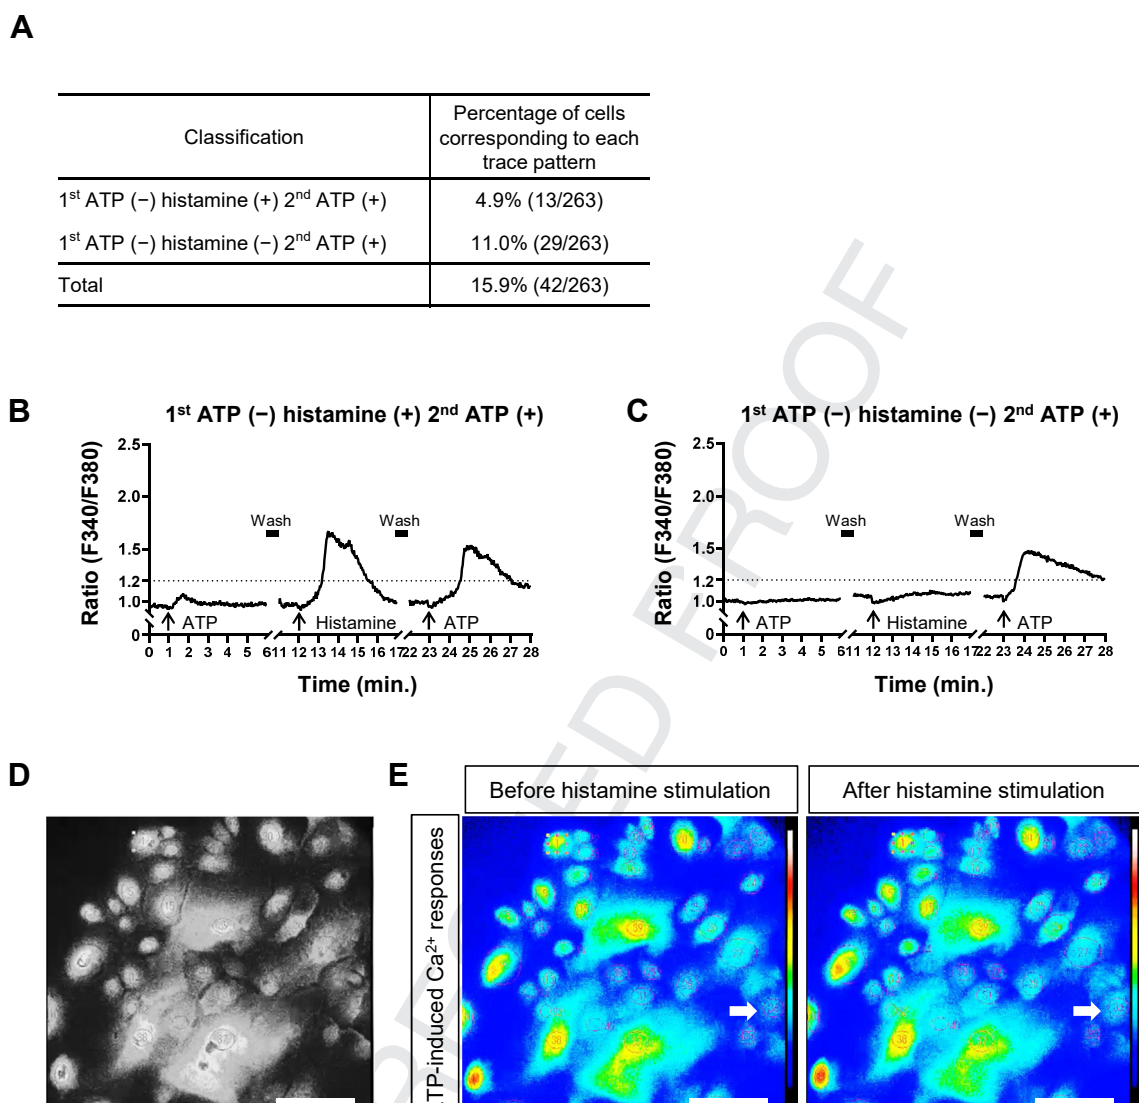 A
Classification
Percentage of cells
corresponding to each
trace pattern
1st ATP (−) histamine (+) 2nd ATP (+)
4.9% (13/263)
1st ATP (−) histamine (−) 2nd ATP (+)
11.0% (29/263)
Total
15.9% (42/263)
B
1st ATP (−) histamine (+) 2nd ATP (+)
Ratio (F340/F380)
2.5
2.0
1.5
1.2
1.0
0
Wash
Wash
ATP
Histamine
ATP
0 1 2 3 4 5 6 11 12 13 14 15 16 17 22 23 24 25 26 27 28
Time (min.)
C
1st ATP (−) histamine (−) 2nd ATP (+)
Ratio (F340/F380)
2.5
2.0
1.5
1.2
1.0
0
Wash
Wash
ATP
Histamine
ATP
0 1 2 3 4 5 6 11 12 13 14 15 16 17 22 23 24 25 26 27 28
Time (min.)
D
E
Before histamine stimulation
After histamine stimulation
ATP-induced Ca2+ responses
PROOF